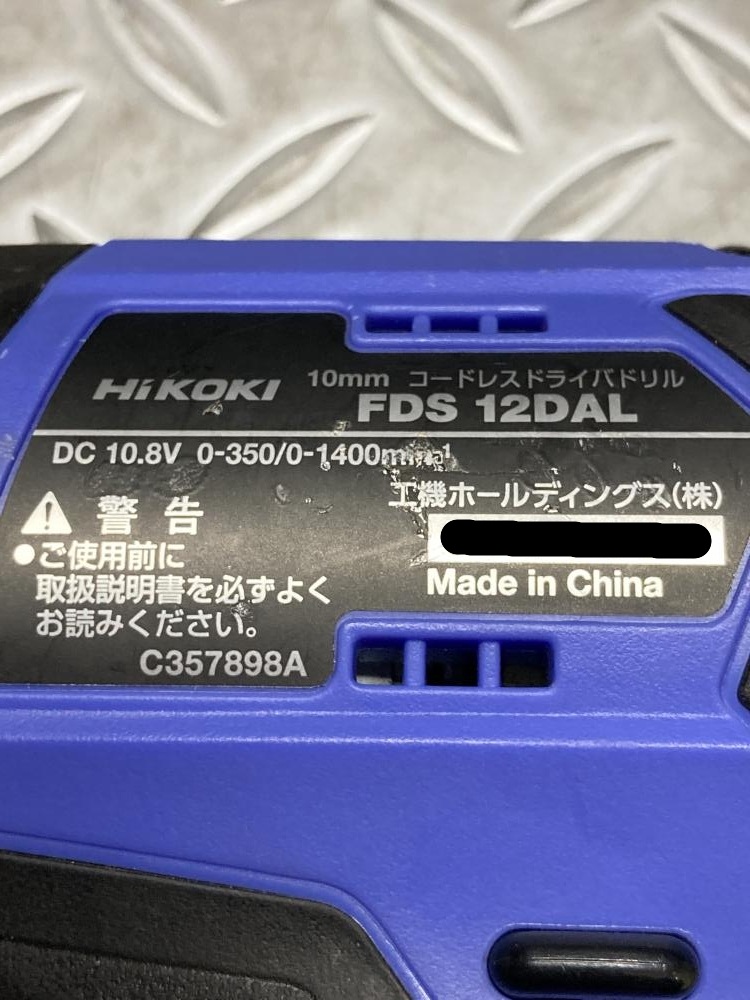 HiKOKI
10mm コードレスドライバドリル
FDS 12DAL
DC 10.8V 0-350/0-1400min⁻¹
工機ホールディングス(株)
Made in China
警告
●ご使用前に
取扱説明書を必ずよく
お読みください。
C357898A